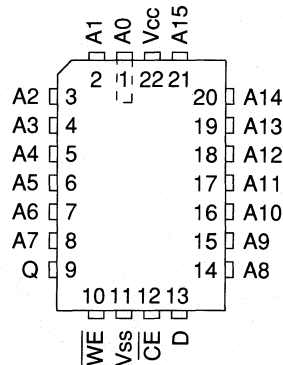 A1 A0 Vcc A15
2 1 22 21
A2 3 20 A14
A3 4 19 A13
A4 5 18 A12
A5 6 17 A11
A6 7 16 A10
A7 8 15 A9
Q 9 14 A8
10 11 12 13
W̅E̅ Vss C̅E̅ D